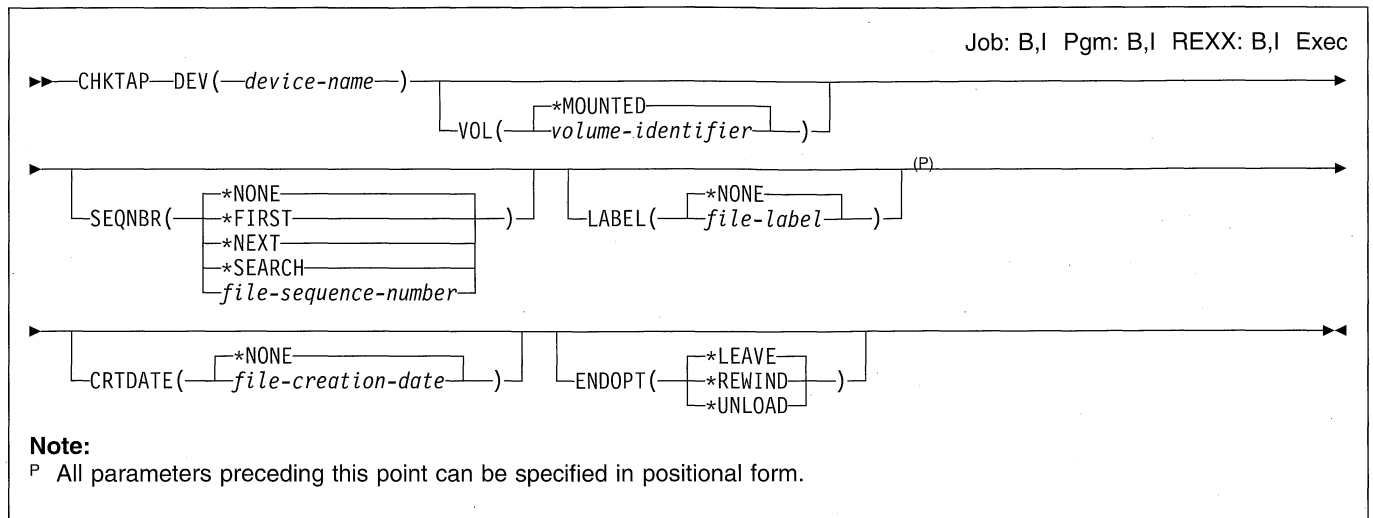 Job: B,I Pgm: B,I REXX: B,I Exec
CHKTAP DEV( device-name )
VOL( *MOUNTED volume-identifier )
(P)
SEQNBR( *NONE *FIRST *NEXT *SEARCH file-sequence-number )
LABEL( *NONE file-label )
CRTDATE( *NONE file-creation-date )
ENDOPT( *LEAVE *REWIND *UNLOAD )
Note:
P All parameters preceding this point can be specified in positional form.